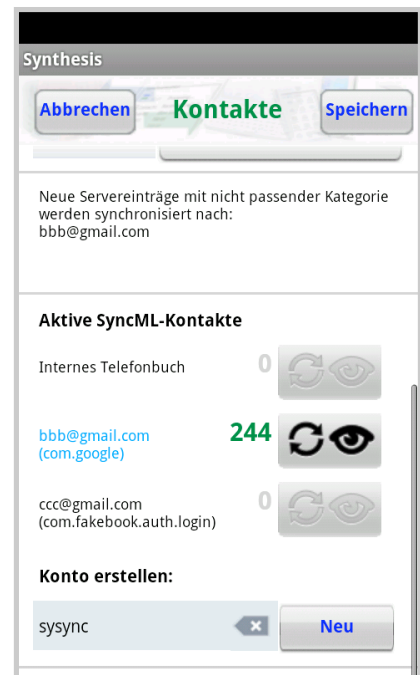 Synthesis
Abbrechen Kontakte Speichern
Neue Servereinträge mit nicht passender Kategorie
werden synchronisiert nach:
bbb@gmail.com
Aktive SyncML-Kontakte
Internes Telefonbuch 0
bbb@gmail.com 244
(com.google)
ccc@gmail.com 0
(com.fakebook.auth.login)
Konto erstellen:
sysync Neu